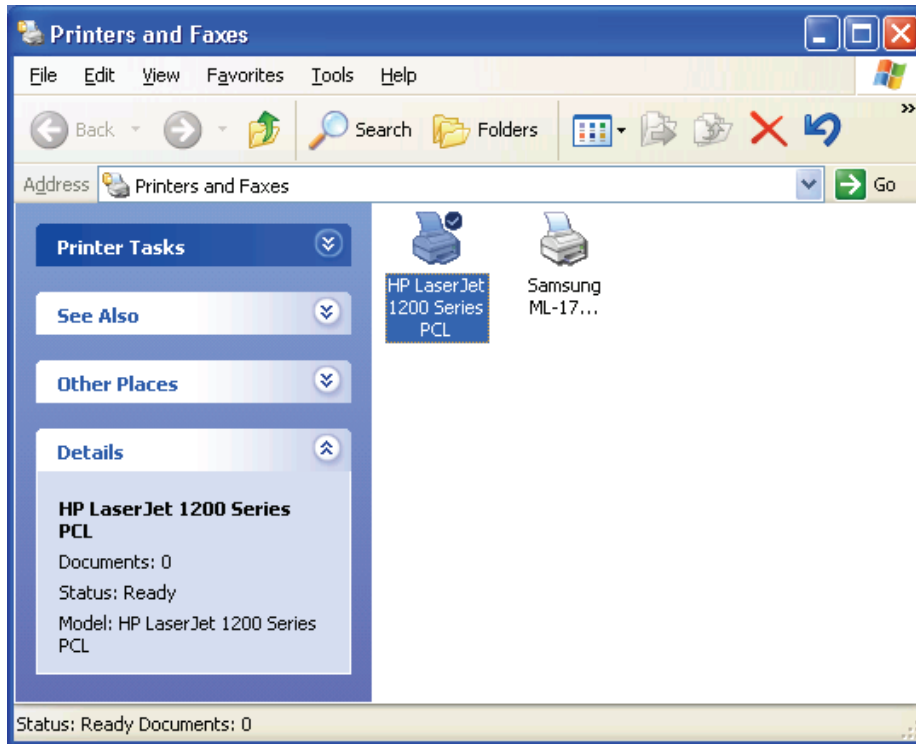 Printers and Faxes
File Edit View Favorites Tools Help
Back Search Folders »
Address Printers and Faxes Go
Printer Tasks
See Also
Other Places
Details
HP LaserJet 1200 Series
PCL
Documents: 0
Status: Ready
Model: HP LaserJet 1200 Series
PCL
HP LaserJet
1200 Series
PCL
Samsung
ML-17...
Status: Ready Documents: 0